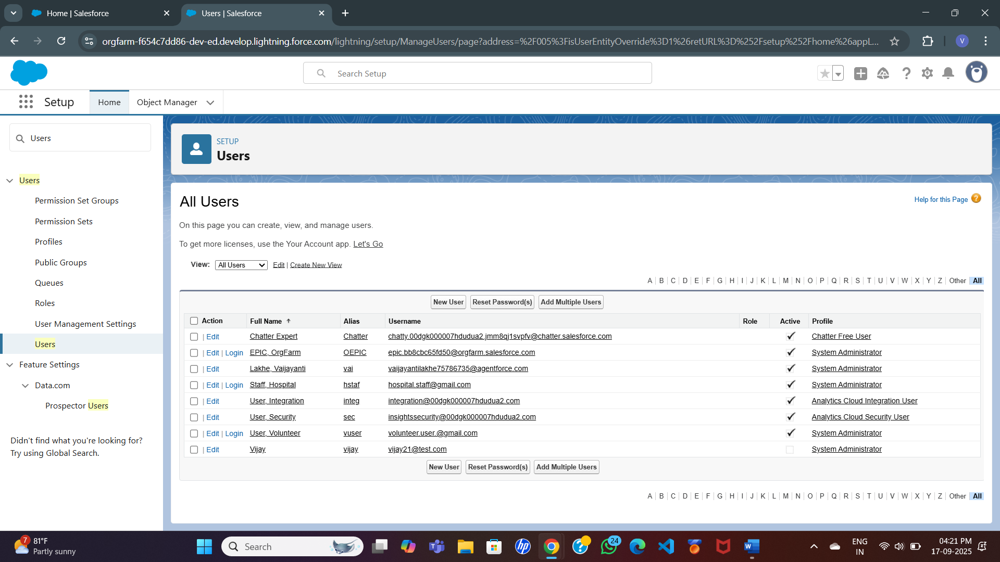 Home | Salesforce
Users | Salesforce
orgfarm-f654c7dd86-dev-ed.develop.lightning.force.com/lightning/setup/ManageUsers/page?address=%2F005%3FisUserEntityOverride%3D1%26retURL%3D%252Fsetup%252Fhome%26appL...
V
Search Setup
Setup
Home
Object Manager
Users
Users
Permission Set Groups
Permission Sets
Profiles
Public Groups
Queues
Roles
User Management Settings
Users
Feature Settings
Data.com
Prospector Users
Didn't find what you're looking for?
Try using Global Search.
SETUP
Users
All Users
Help for this Page ?
On this page you can create, view, and manage users.
To get more licenses, use the Your Account app. Let's Go
View: All Users Edit | Create New View
A | B | C | D | E | F | G | H | I | J | K | L | M | N | O | P | Q | R | S | T | U | V | W | X | Y | Z | Other All
New User Reset Password(s) Add Multiple Users
Action Full Name Alias Username Role Active Profile
| Edit Chatter Expert Chatter chatty.00dgk000007hdudua2.jmm8qj1svpfv@chatter.salesforce.com Chatter Free User
| Edit | Login EPIC, OrgFarm OEPIC epic.bb8cbc65fd50@orgfarm.salesforce.com System Administrator
| Edit Lakhe, Vaijayanti vai vaijayantilakhe75786735@agentforce.com System Administrator
| Edit | Login Staff, Hospital hstaf hospital.staff@gmail.com System Administrator
| Edit User, Integration integ integration@00dgk000007hdudua2.com Analytics Cloud Integration User
| Edit User, Security sec insightssecurity@00dgk000007hdudua2.com Analytics Cloud Security User
| Edit | Login User, Volunteer vuser volunteer.user.@gmail.com System Administrator
| Edit Vijay vijay vijay21@test.com System Administrator
New User Reset Password(s) Add Multiple Users
A | B | C | D | E | F | G | H | I | J | K | L | M | N | O | P | Q | R | S | T | U | V | W | X | Y | Z | Other All
7
81°F
Partly sunny
Search
24
ENG
IN
04:21 PM
17-09-2025